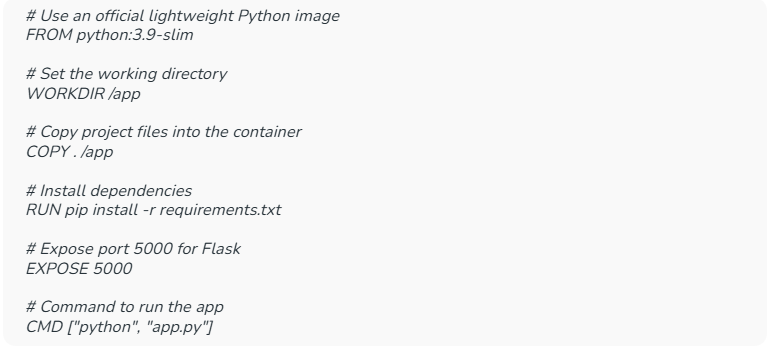 # Use an official lightweight Python image
FROM python:3.9-slim
# Set the working directory
WORKDIR /app
# Copy project files into the container
COPY . /app
# Install dependencies
RUN pip install -r requirements.txt
# Expose port 5000 for Flask
EXPOSE 5000
# Command to run the app
CMD ["python", "app.py"]